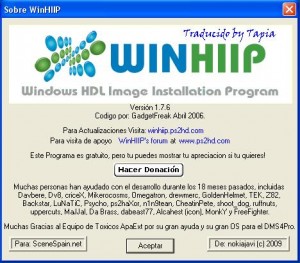 Sobre WinHIIP
Traducido by Tapia
WINHIIP
Windows HDL Image Installation Program
Versión 1.7.6
Codigo por: GadgetFreak Abril 2006.
Para Actualizaciones Visita: winhiip.ps2hd.com
Para visita de apoyo WinHIIP's forum at www.ps2hd.com
Este Programa es gratuito, pero tu puedes mostrar tu apreciacion si tu quieres!
Hacer Donación
Muchas personas han ayudado con el desarrollo durante los 18 meses pasados, incluidas
Davbere, Dv8, criceX, Mikerocosmo, Omegatron, dlewmerc, GoldenHelmet, TEK, Z82,
Backstar, LuNaTiC, Psycho, ps2haXor, n1n9tean, CheatinPete, shoot_dog, ruffnuts,
uppercuts, MalJal, Da Brass, dabeast77, Alcahest (icon), MonkY y FreeFighter.
Muchas Gracias al Equipo de Toxicos ApaExt por su gran ayuda y su gran OS para el DMS4Pro.
Para: SceneSpain.net
Aceptar
De: nokiajavi (c) 2009